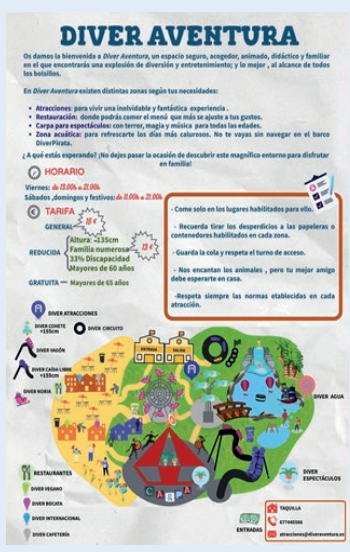 DIVER AVENTURA
Os damos la bienvenida a Diver Aventura, un espacio seguro, acogedor, animado, didáctico y familiar
en el que encontrarás una explosión de diversión y entretenimiento; y lo mejor , al alcance de todos
los bolsillos.
En Diver Aventura existen distintas zonas según tus necesidades:
• Atracciones: para vivir una inolvidable y fantástica experiencia .
• Restauración: donde podrás comer el menú que más se ajuste a tus gustos.
• Carpa para espectáculos: con terror, magia y música para todas las edades.
• Zona acuática: para refrescarte los días más calurosos. No te vayas sin navegar en el barco
DiverPirata.
¿ A qué estás esperando? ¡No dejes pasar la ocasión de descubrir este magnífico entorno para disfrutar
en familia!
HORARIO
Viernes: de 13.00h a 21.00h
Sábados ,domingos y festivos: de 11.00h a 21.00h
TARIFA
GENERAL
15 €
REDUCIDA
Altura: -135cm
Familia numerosa
33% Discapacidad
Mayores de 60 años
12 €
GRATUITA — Mayores de 65 años
- Come solo en los lugares habilitados para ello.
- Recuerda tirar los desperdicios a las papeleras o
contenedores habilitados en cada zona.
- Guarda la cola y respeta el turno de acceso.
- Nos encantan los animales , pero tu mejor amigo
debe esperarte en casa.
-Respeta siempre las normas etablecidas en cada
atracción.
DIVER ATRACCIONES
DIVER COHETE
+155cm
DIVER CIRCUITO
DIVER VAGÓN
DIVER CAÍDA LIBRE
+155cm
DIVER NORIA
ENTRADA
SALIDA
DIVER AGUA
CARPA
RESTAURANTES
DIVER VEGANO
DIVER BOCATA
DIVER INTERNACIONAL
DIVER CAFETERÍA
DIVER
ESPECTÁCULOS
ENTRADAS
TAQUILLA
677445566
atracciones@diveraventura.es